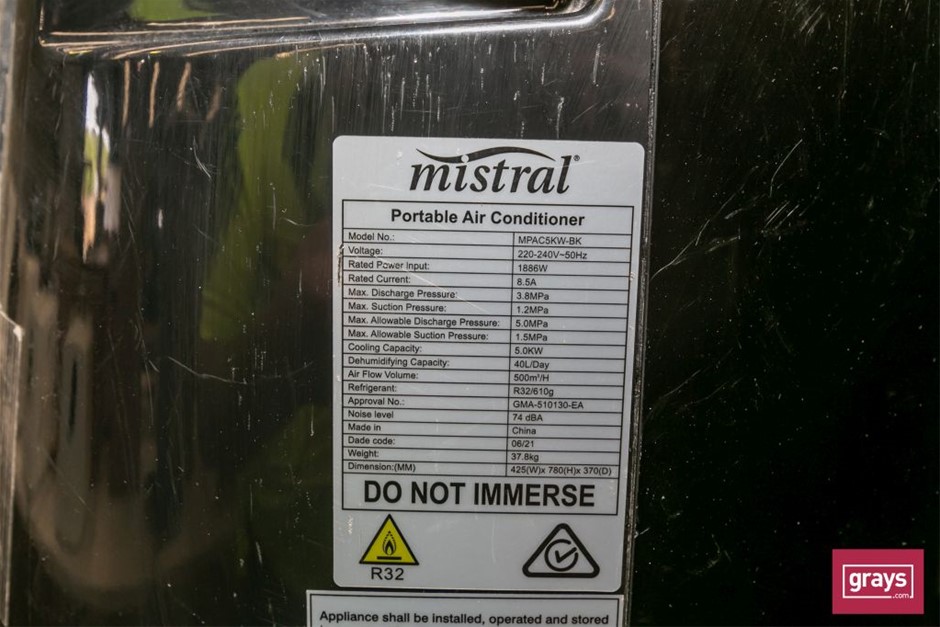 mistral®
Portable Air Conditioner
Model No.: MPAC5KW-BK
Voltage: 220-240V~50Hz
Rated Power Input: 1886W
Rated Current: 8.5A
Max. Discharge Pressure: 3.8MPa
Max. Suction Pressure: 1.2MPa
Max. Allowable Discharge Pressure: 5.0MPa
Max. Allowable Suction Pressure: 1.5MPa
Cooling Capacity: 5.0KW
Dehumidifying Capacity: 40L/Day
Air Flow Volume: 500m³/H
Refrigerant: R32/610g
Approval No.: GMA-510130-EA
Noise level 74 dBA
Made in China
Dade code: 06/21
Weight: 37.8kg
Dimension:(MM) 425(W)x 780(H)x 370(D)
DO NOT IMMERSE
R32
Appliance shall be installed, operated and stored
grays
.com